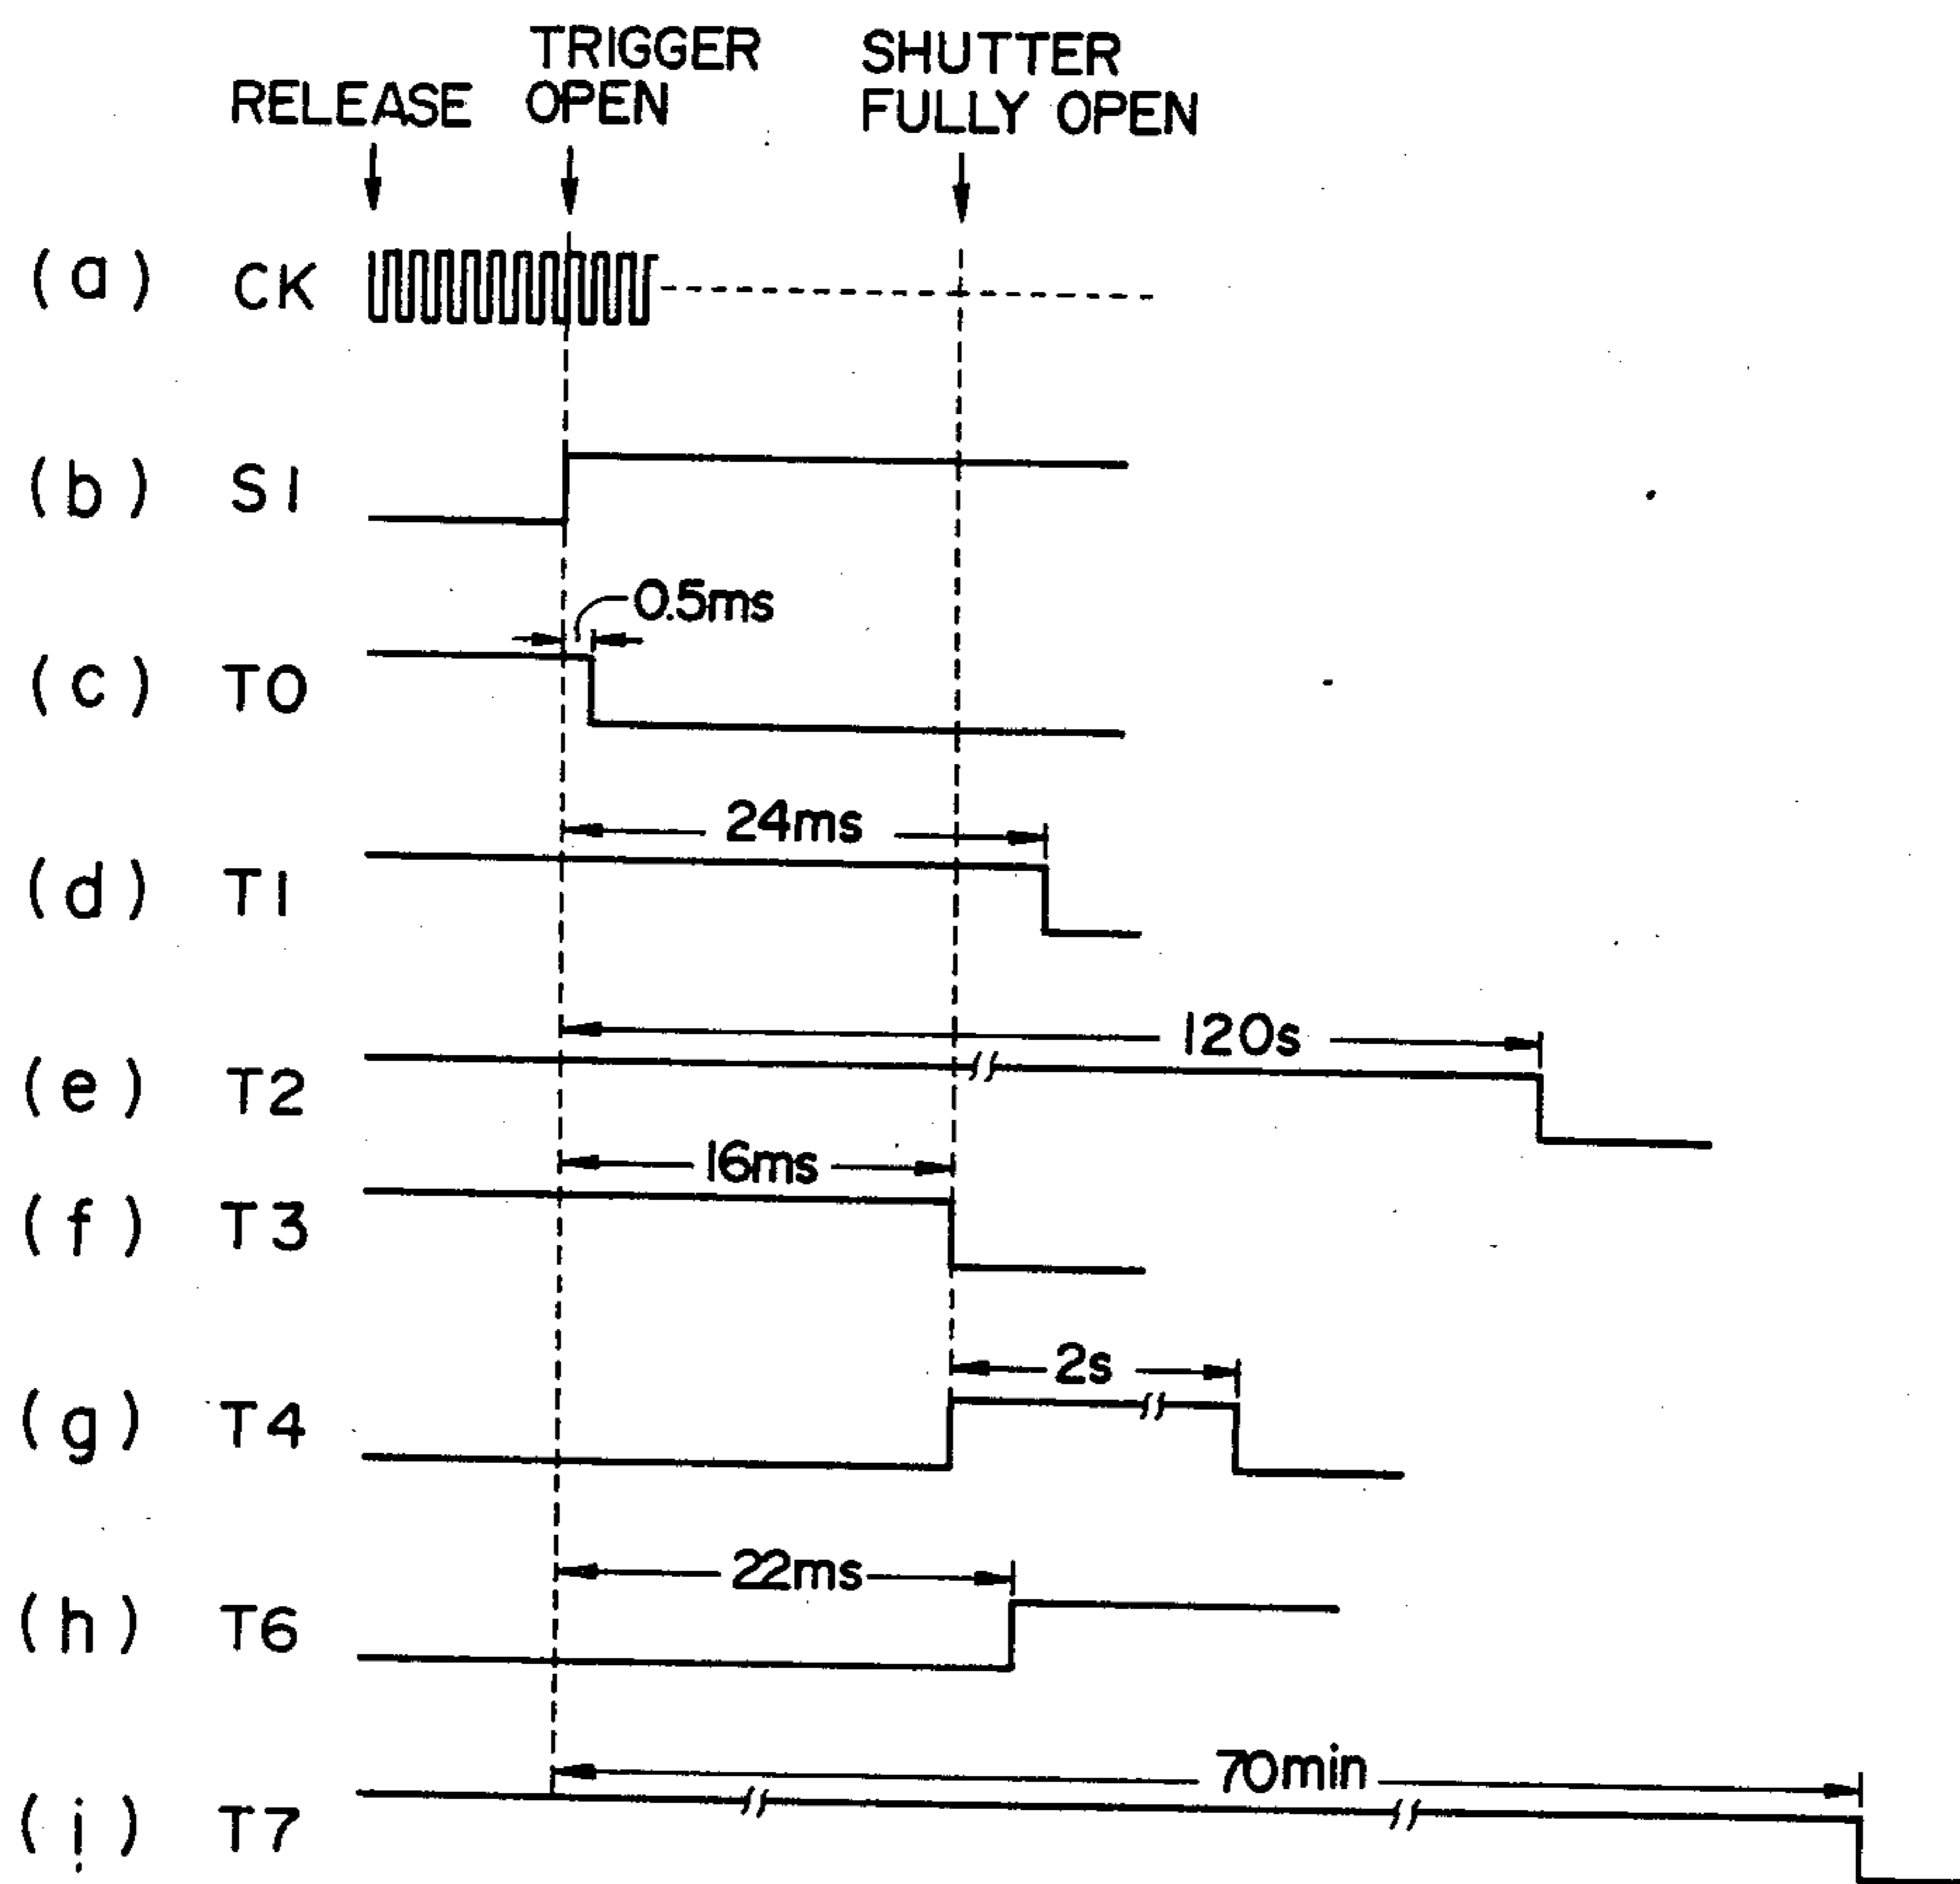 TRIGGER
RELEASE OPEN
SHUTTER
FULLY OPEN
(a) CK
(b) S1
0.5ms
(c) T0
24ms
(d) T1
120s
(e) T2
16ms
(f) T3
2s
(g) T4
22ms
(h) T6
70min
(i) T7